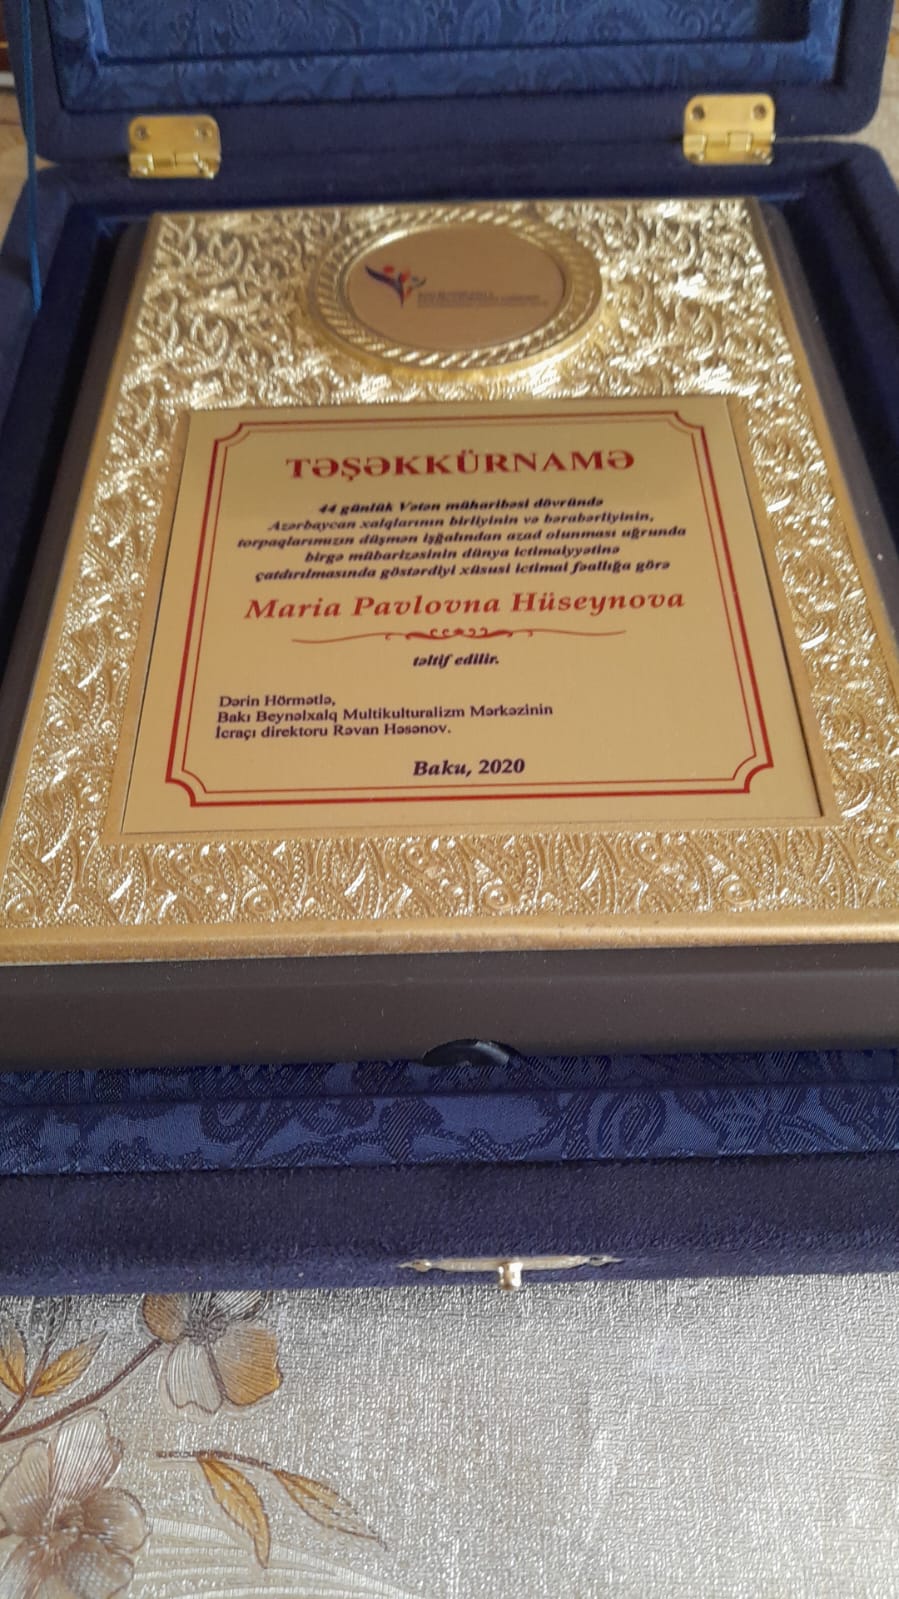 TƏŞƏKKÜRNAMƏ
44 günlük Vətən müharibəsi dövründə
Azərbaycan xalqlarının birliyinin və bərabərliyinin,
torpaqlarımızın düşmən işğalından azad olunması uğrunda
birgə mübarizəsinin dünya ictimaiyyətinə
çatdırılmasında göstərdiyi xüsusi ictimai fəallığa görə
Maria Pavlovna Hüseynova
təltif edilir.
Dərin Hörmətlə,
Bakı Beynəlxalq Multikulturalizm Mərkəzinin
İcraçı direktoru Rəvan Həsənov.
Baku, 2020